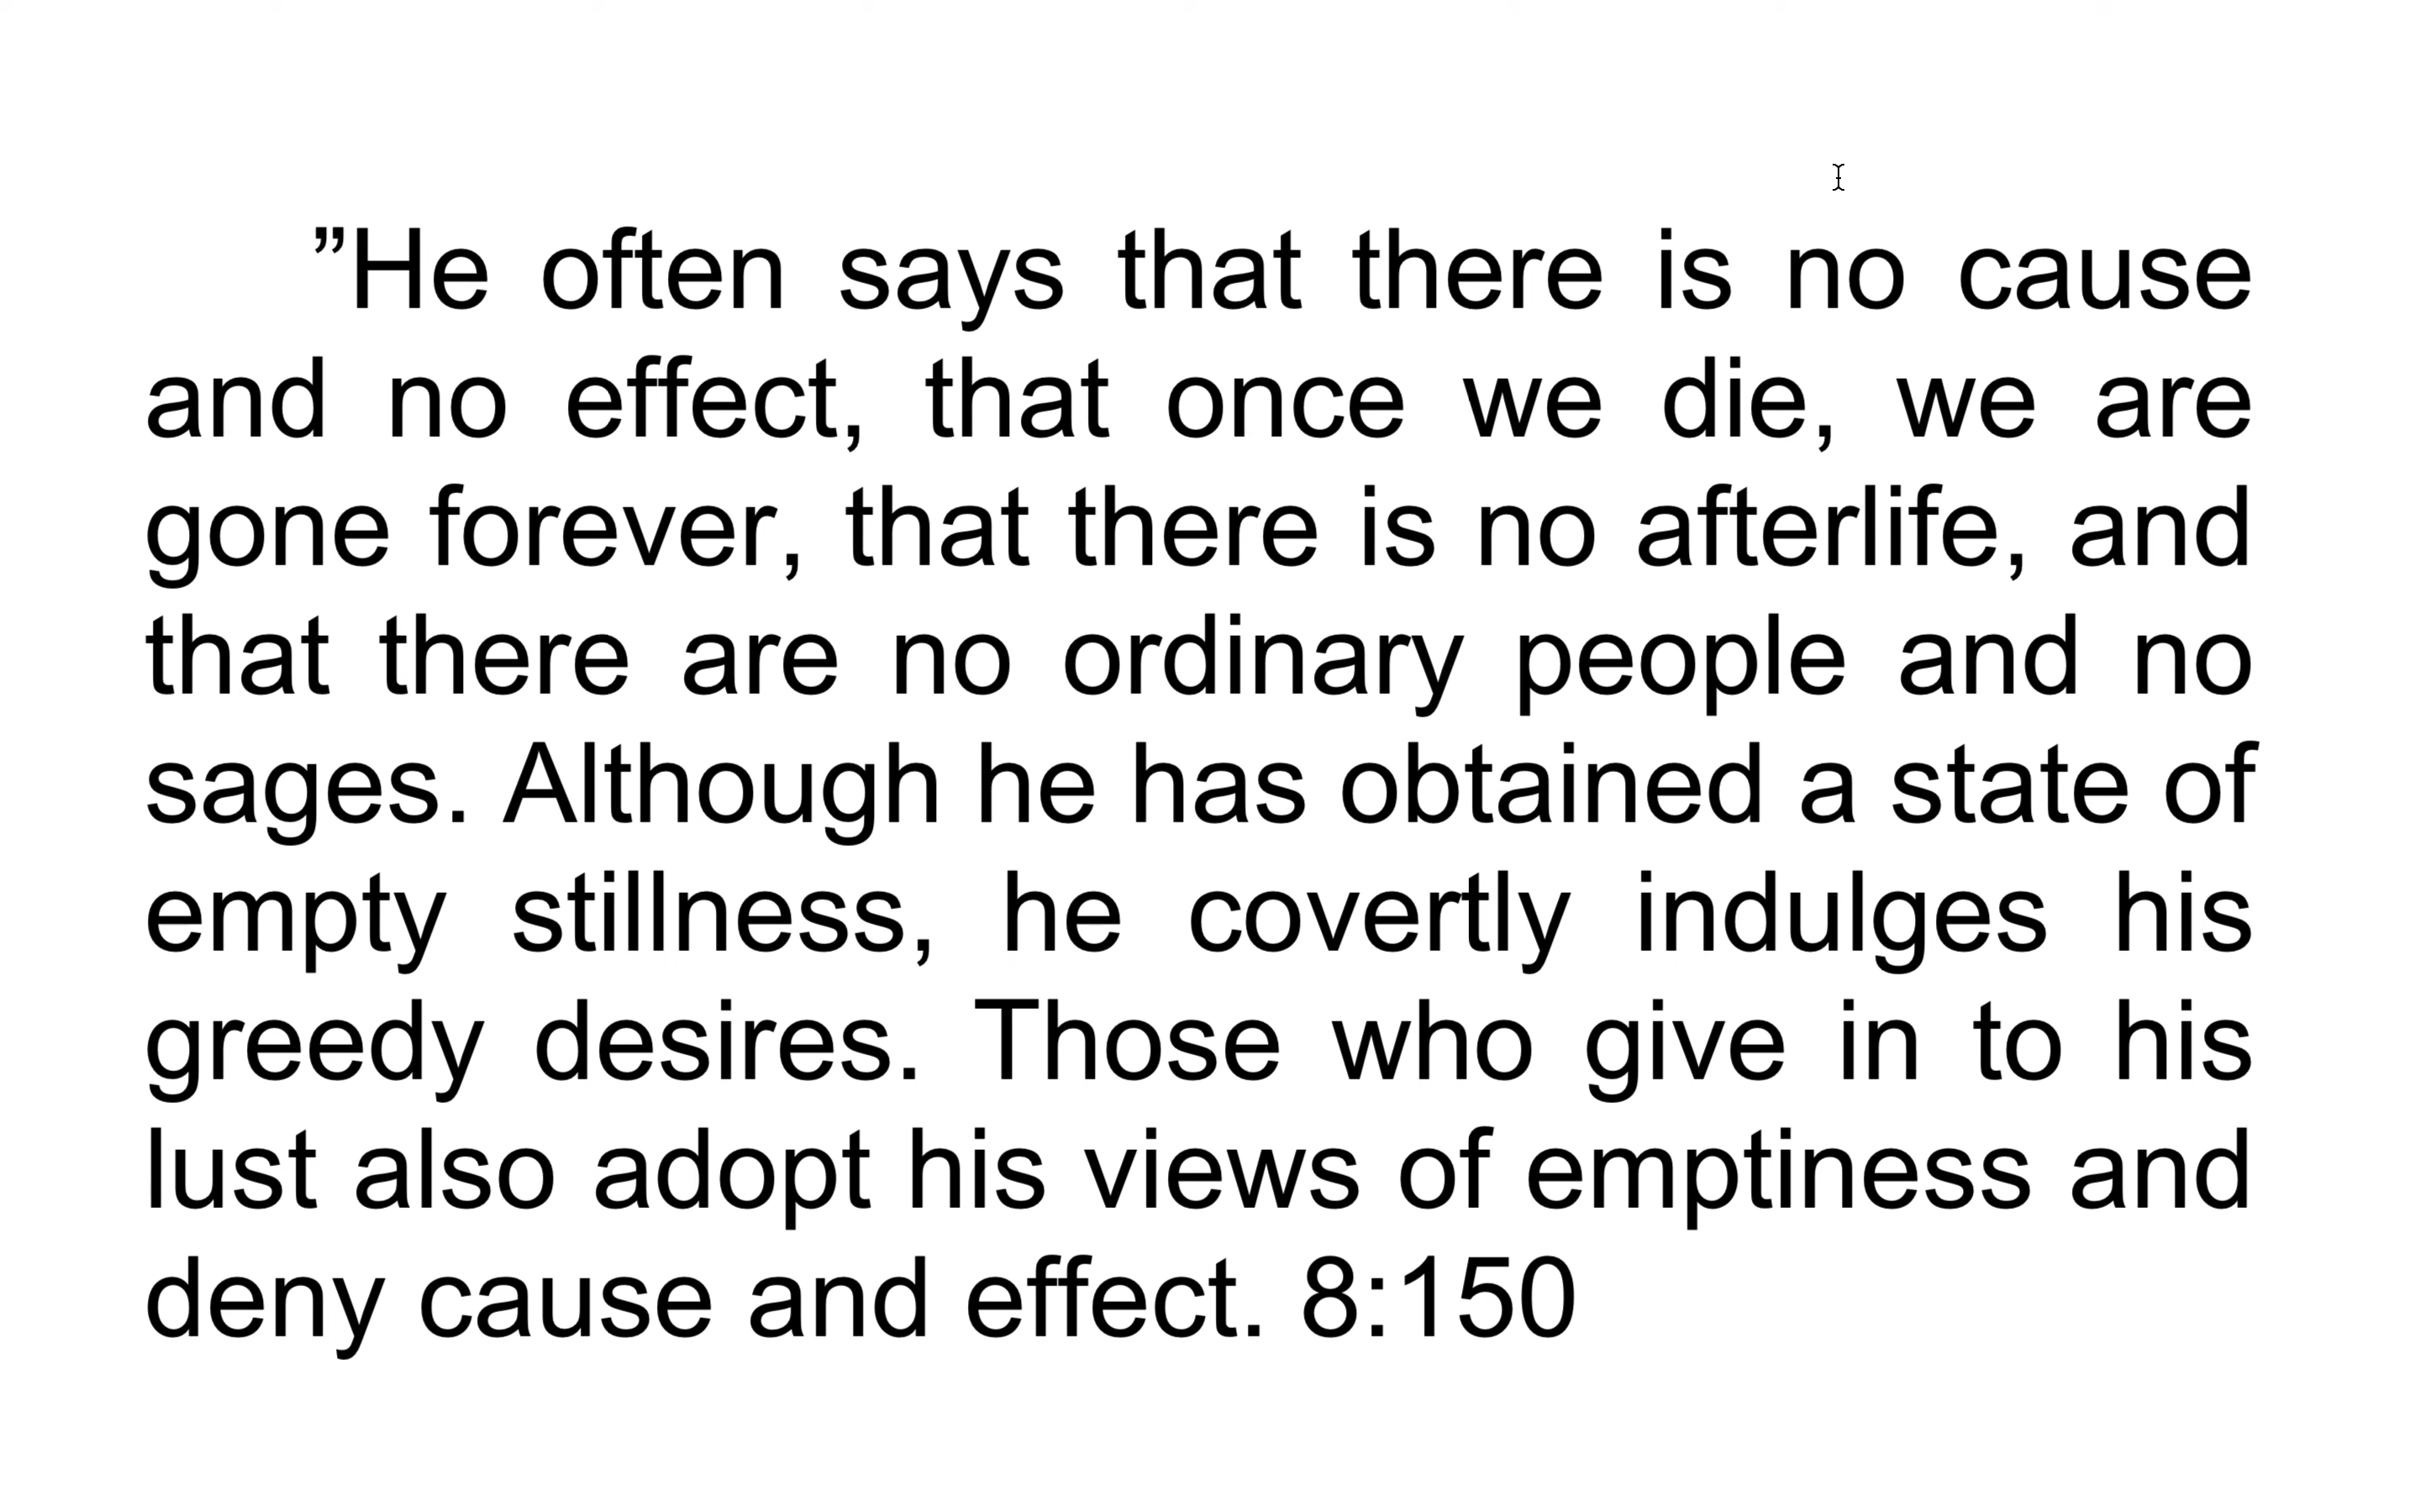 ”He often says that there is no cause
and no effect, that once we die, we are
gone forever, that there is no afterlife, and
that there are no ordinary people and no
sages. Although he has obtained a state of
empty stillness, he covertly indulges his
greedy desires. Those who give in to his
lust also adopt his views of emptiness and
deny cause and effect. 8:150